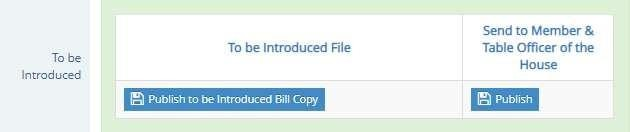 To be
Introduced
To be Introduced File
Send to Member &
Table Officer of the
House
Publish to be Introduced Bill Copy
Publish